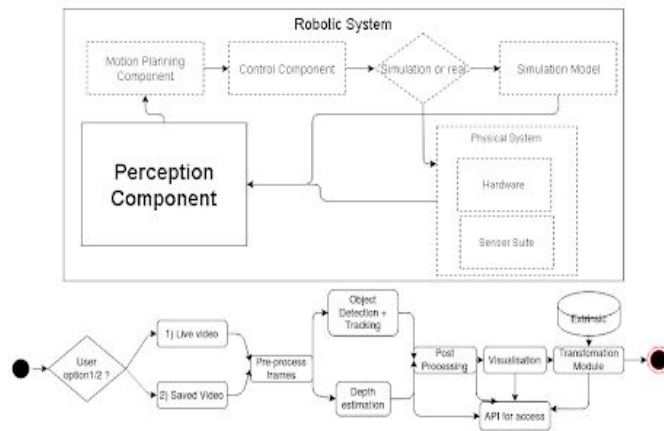 Robotic System
Motion Planning
Component
Control Component
Simulation or real
Simulation Model
Perception
Component
Physical System
Hardware
Sensor Suite
User
option1/2 ?
1) Live video
2) Saved Video
Pre-process
frames
Object
Detection +
Tracking
Depth
estimation
Post
Processing
Visualisation
Extrinsic
Transfomation
Module
API for access